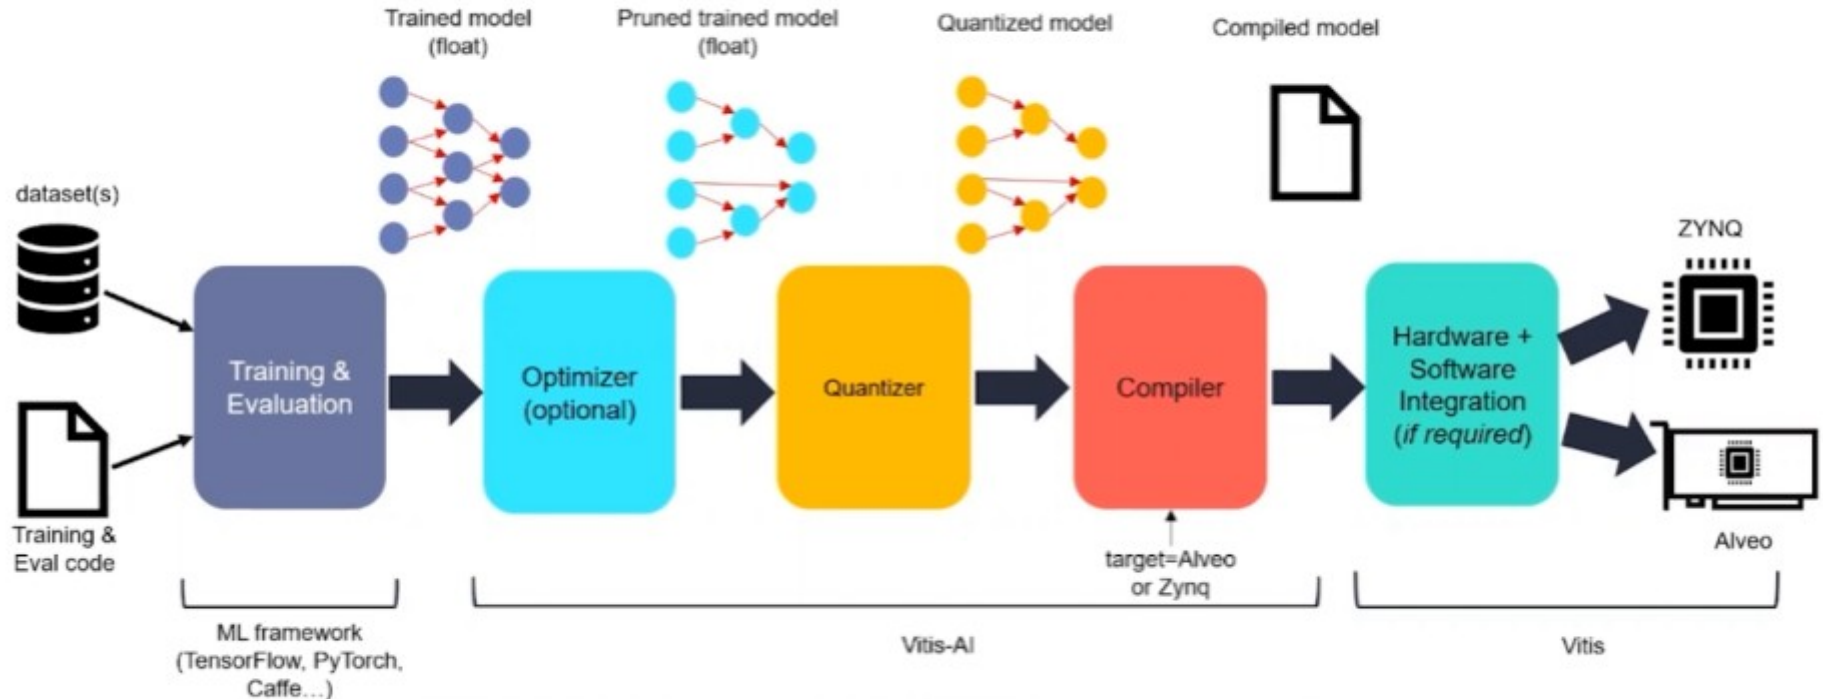 Trained model
(float)
Pruned trained model
(float)
Quantized model
Compiled model
dataset(s)
ZYNQ
Training &
Evaluation
Optimizer
(optional)
Quantizer
Compiler
Hardware +
Software
Integration
(if required)
Training &
Eval code
target=Alveo
or Zynq
Alveo
ML framework
(TensorFlow, PyTorch,
Caffe...)
Vitis-AI
Vitis